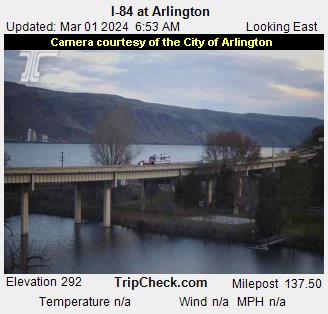 I-84 at Arlington
Updated: Mar 01 2024 6:53 AM Looking East
Camera courtesy of the City of Arlington
Elevation 292 TripCheck.com Milepost 137.50
Temperature n/a Wind n/a MPH n/a